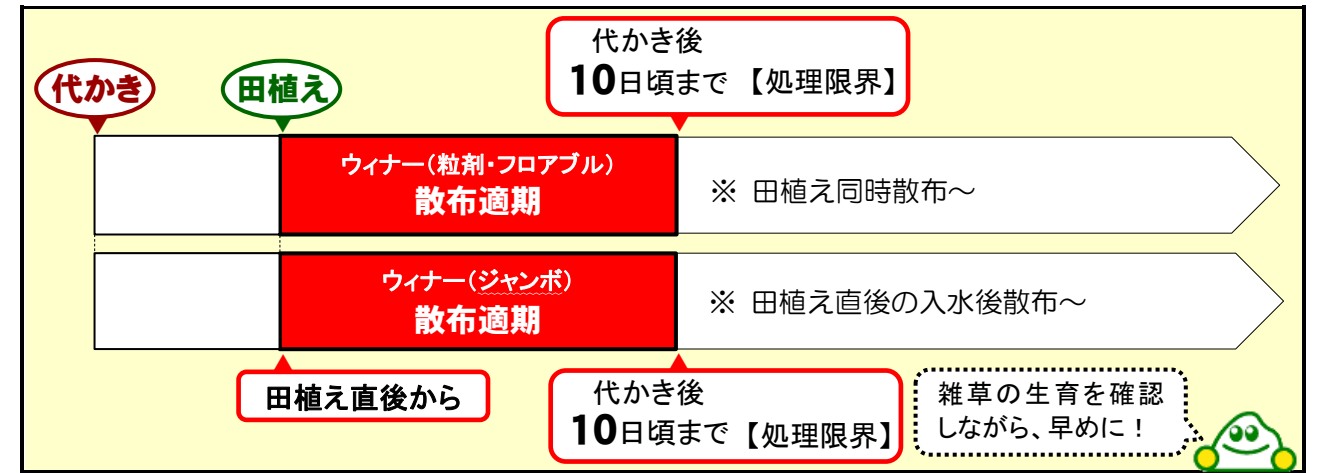 代かき後
10日頃まで 【処理限界】
代かき
田植え
ウィナー（粒剤・フロアブル）
散布適期
※ 田植え同時散布～
ウィナー（ジャンボ）
散布適期
※ 田植え直後の入水後散布～
田植え直後から
代かき後
10日頃まで 【処理限界】
雑草の生育を確認
しながら、早めに！